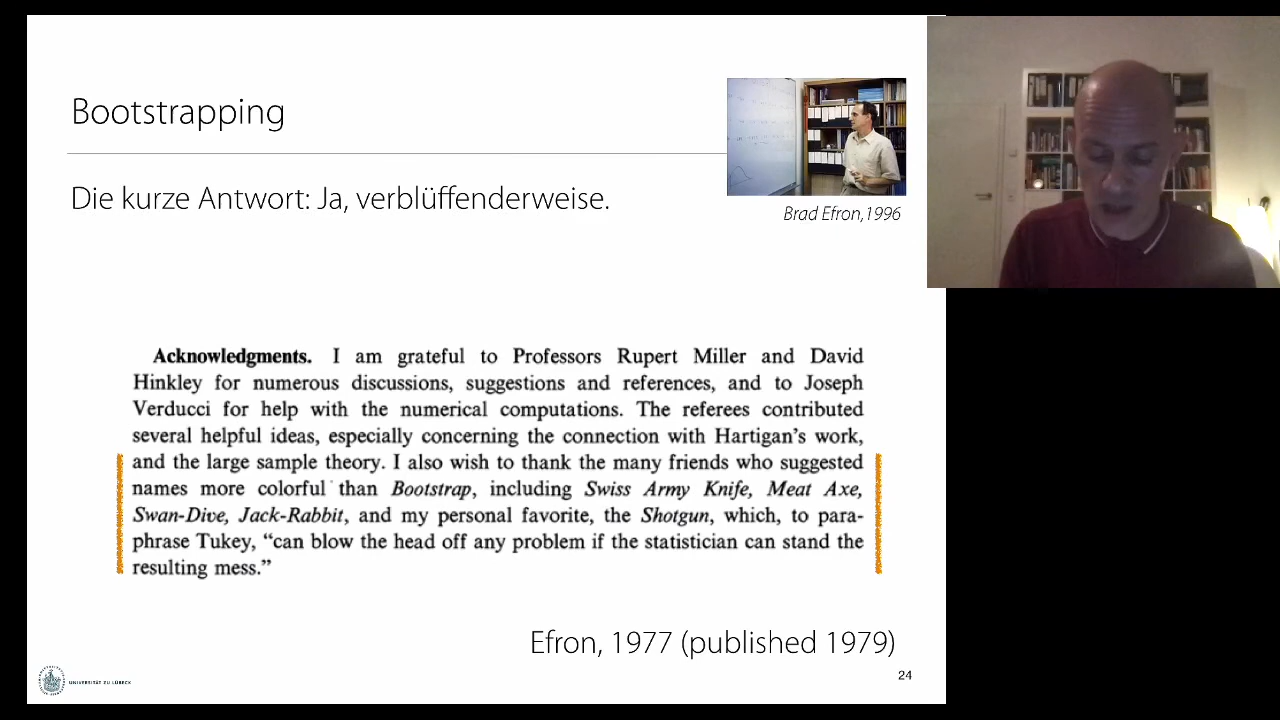 Bootstrapping
Die kurze Antwort: Ja, verblüffenderweise.
Brad Efron,1996
Acknowledgments. I am grateful to Professors Rupert Miller and David
Hinkley for numerous discussions, suggestions and references, and to Joseph
Verducci for help with the numerical computations. The referees contributed
several helpful ideas, especially concerning the connection with Hartigan's work,
and the large sample theory. I also wish to thank the many friends who suggested
names more colorful than Bootstrap, including Swiss Army Knife, Meat Axe,
Swan-Dive, Jack-Rabbit, and my personal favorite, the Shotgun, which, to para-
phrase Tukey, “can blow the head off any problem if the statistician can stand the
resulting mess.”
Efron, 1977 (published 1979)
UNIVERSITÄT ZU LÜBECK
24